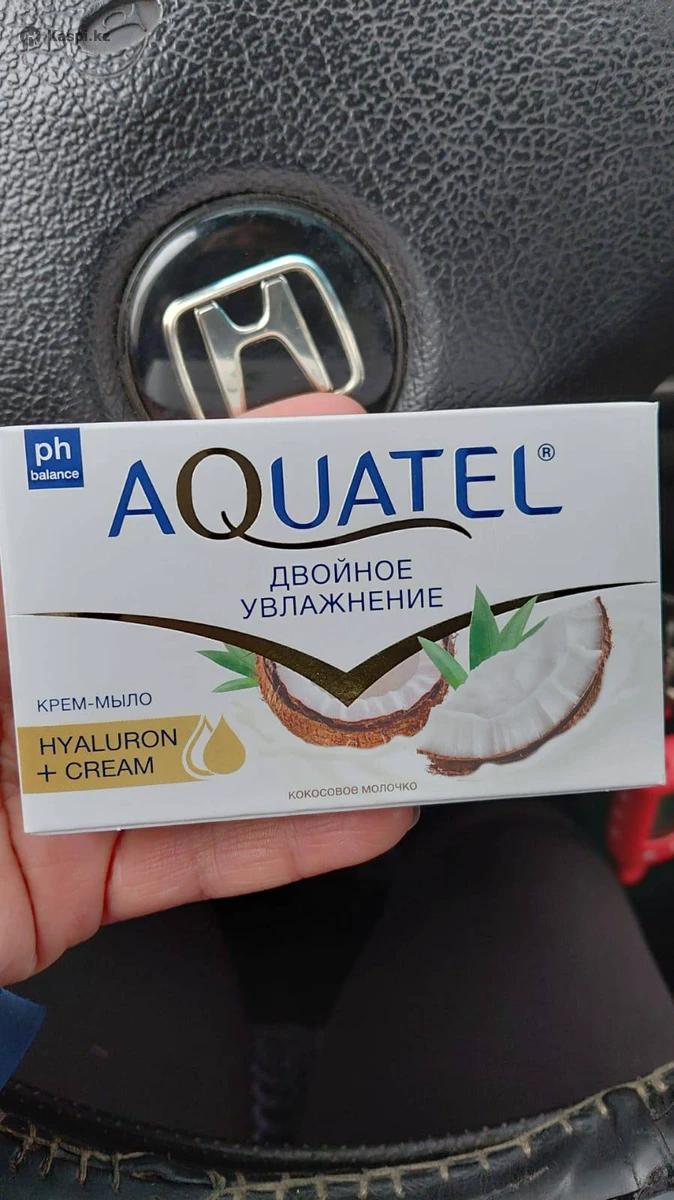 Kaspi.kz
ph
balance
AQUATEL®
ДВОЙНОЕ
УВЛАЖНЕНИЕ
КРЕМ-МЫЛО
HYALURON
+ CREAM
КОКОСОВОЕ МОЛОЧКО